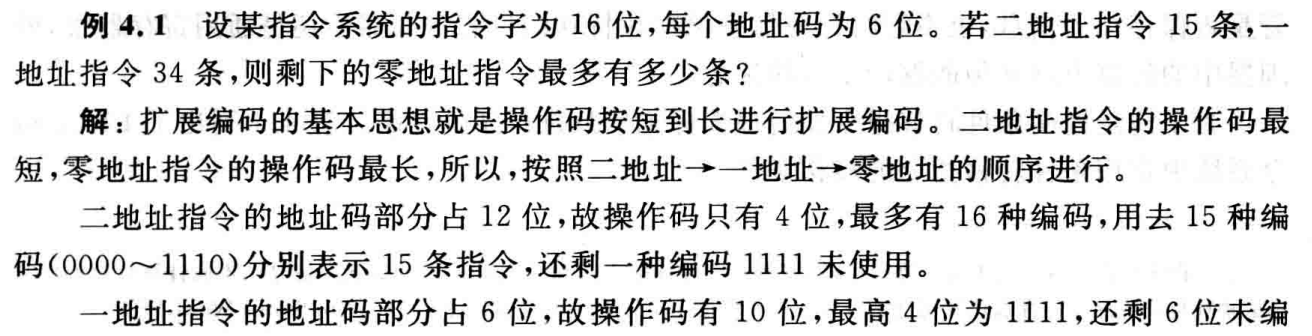 例 4.1 设某指令系统的指令字为 16 位,每个地址码为 6 位。若二地址指令 15 条,一
地址指令 34 条,则剩下的零地址指令最多有多少条?
解:扩展编码的基本思想就是操作码按短到长进行扩展编码。二地址指令的操作码最
短,零地址指令的操作码最长,所以,按照二地址→一地址→零地址的顺序进行。
二地址指令的地址码部分占 12 位,故操作码只有 4 位,最多有 16 种编码,用去 15 种编
码(0000～1110)分别表示 15 条指令,还剩一种编码 1111 未使用。
一地址指令的地址码部分占 6 位,故操作码有 10 位,最高 4 位为 1111,还剩 6 位未编